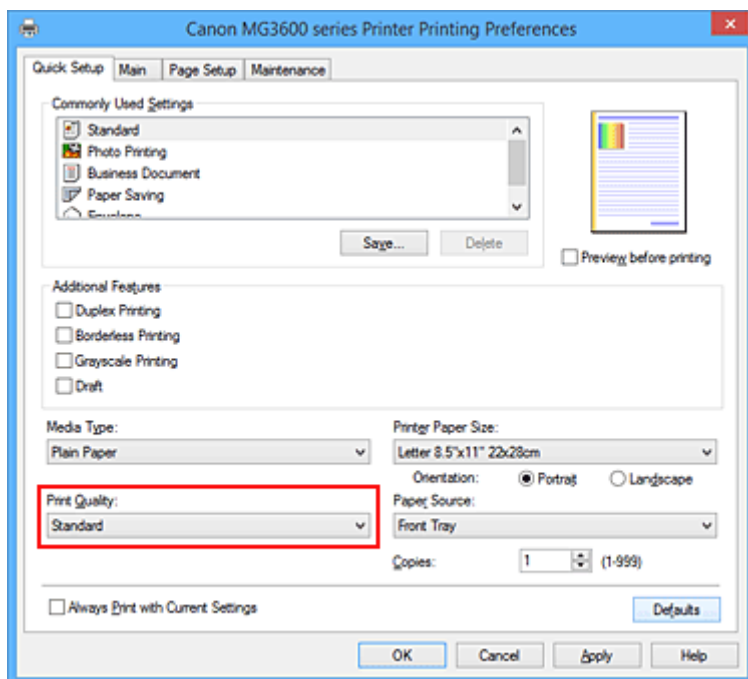 Canon MG3600 series Printer Printing Preferences
Quick Setup Main Page Setup Maintenance
Commonly Used Settings
Standard
Photo Printing
Business Document
Paper Saving
Save... Delete
Preview before printing
Additional Features
Duplex Printing
Borderless Printing
Grayscale Printing
Draft
Media Type:
Plain Paper
Printer Paper Size:
Letter 8.5"x11" 22x28cm
Orientation: Portrait Landscape
Print Quality:
Standard
Paper Source:
Front Tray
Copies: 1 (1-999)
Always Print with Current Settings
Defaults
OK Cancel Apply Help